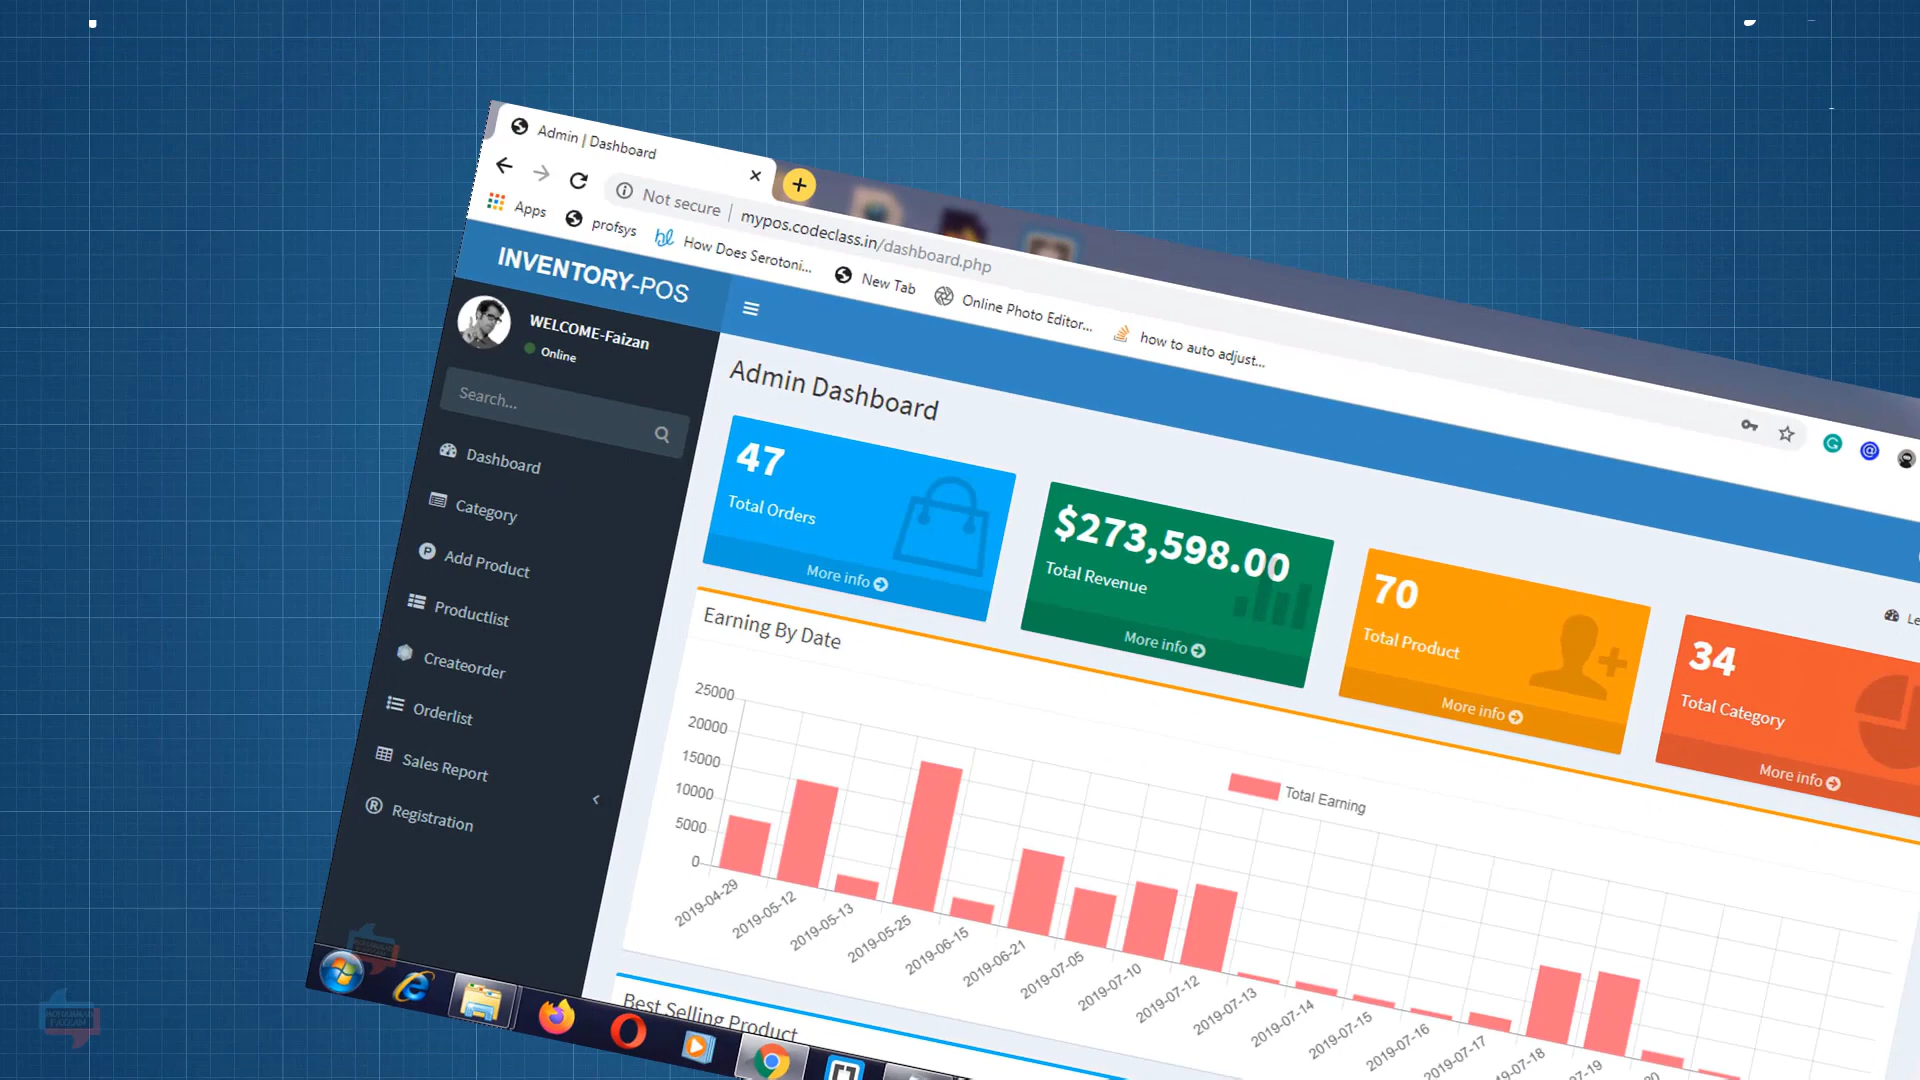 Admin | Dashboard
Not secure | mypos.codeclass.in/dashboard.php
Apps
profsys
How Does Serotoni...
New Tab
Online Photo Editor...
how to auto adjust...
INVENTORY-POS
WELCOME-Faizan
Online
Search...
Dashboard
Category
Add Product
Productlist
Createorder
Orderlist
Sales Report
Registration
Admin Dashboard
47
Total Orders
More info
$273,598.00
Total Revenue
More info
70
Total Product
More info
34
Total Category
More info
Le
Earning By Date
Total Earning
25000
20000
15000
10000
5000
0
2019-04-29
2019-05-12
2019-05-13
2019-05-25
2019-06-15
2019-06-21
2019-07-05
2019-07-10
2019-07-12
2019-07-13
2019-07-14
2019-07-15
2019-07-16
2019-07-17
-07-18
-07-19
Best Selling Product